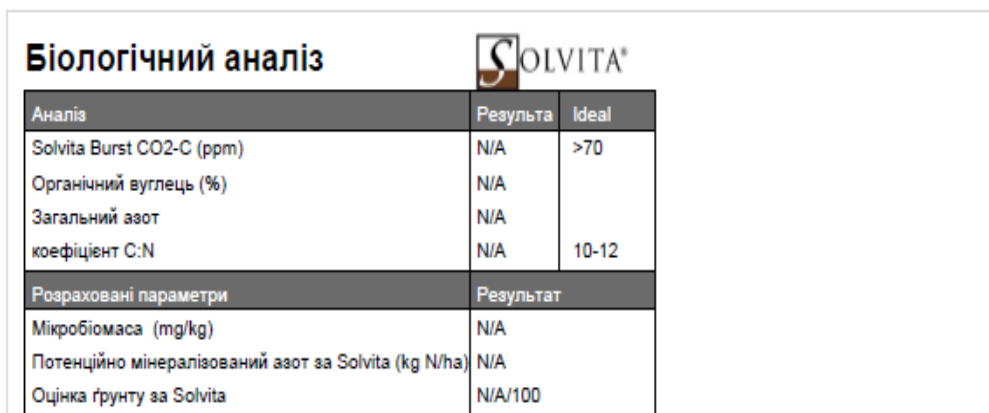 Біологічний аналіз SOLVITA®
Аналіз Результа Ideal
Solvita Burst CO2-C (ppm) N/A >70
Органічний вуглець (%) N/A
Загальний азот N/A
коефіцієнт C:N N/A 10-12
Розраховані параметри Результат
Мікробіомаса (mg/kg) N/A
Потенційно мінералізований азот за Solvita (kg N/ha) N/A
Оцінка ґрунту за Solvita N/A/100